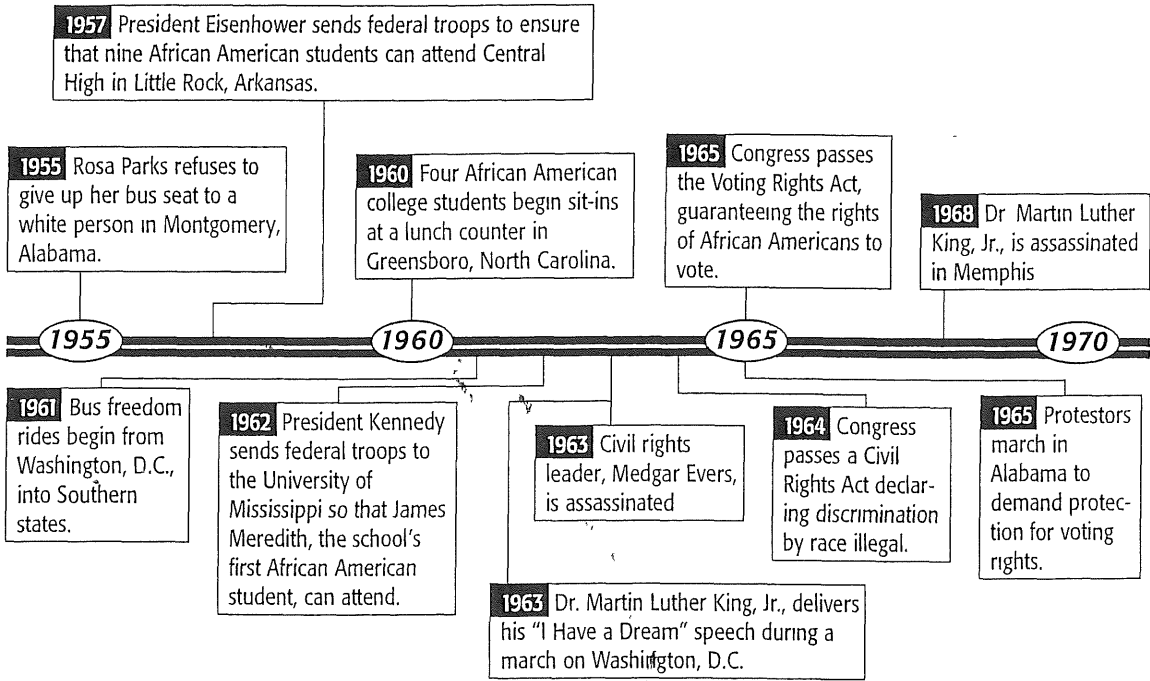 1957 President Eisenhower sends federal troops to ensure
that nine African American students can attend Central
High in Little Rock, Arkansas.
1955 Rosa Parks refuses to
give up her bus seat to a
white person in Montgomery,
Alabama.
1960 Four African American
college students begin sit-ins
at a lunch counter in
Greensboro, North Carolina.
1965 Congress passes
the Voting Rights Act,
guaranteeing the rights
of African Americans to
vote.
1968 Dr Martin Luther
King, Jr., is assassinated
in Memphis
1955
1960
1965
1970
1961 Bus freedom
rides begin from
Washington, D.C.,
into Southern
states.
1962 President Kennedy
sends federal troops to
the University of
Mississippi so that James
Meredith, the school's
first African American
student, can attend.
1963 Civil rights
leader, Medgar Evers,
is assassinated
1963 Dr. Martin Luther King, Jr., delivers
his "I Have a Dream" speech during a
march on Washington, D.C.
1964 Congress
passes a Civil
Rights Act declar-
ing discrimination
by race illegal.
1965 Protestors
march in
Alabama to
demand protec-
tion for voting
rights.